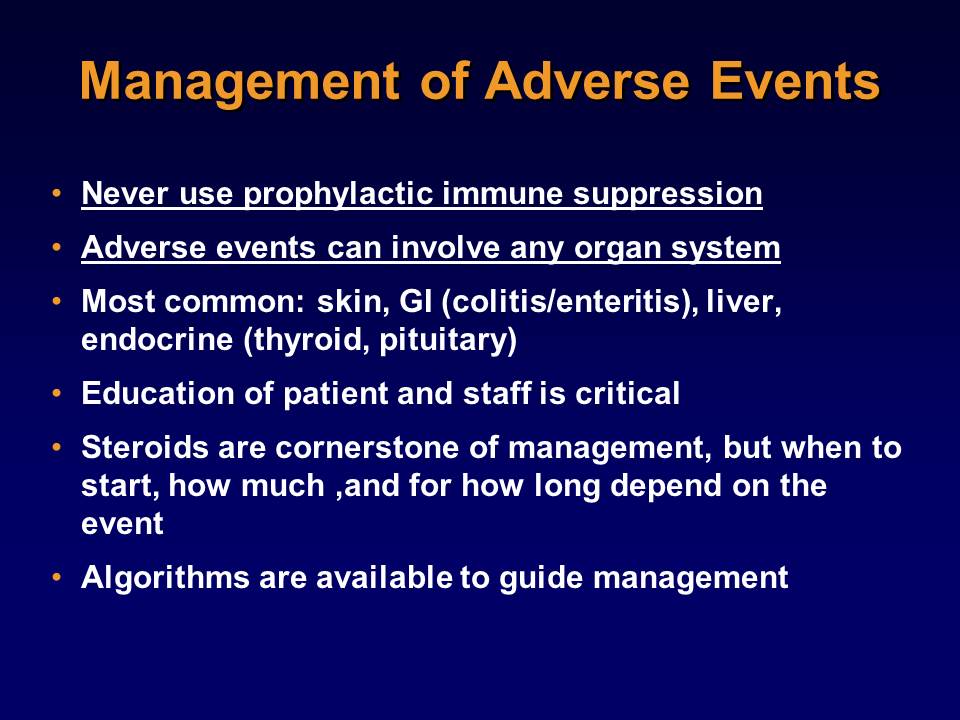 Management of Adverse Events
• Never use prophylactic immune suppression
• Adverse events can involve any organ system
• Most common: skin, GI (colitis/enteritis), liver,
endocrine (thyroid, pituitary)
• Education of patient and staff is critical
• Steroids are cornerstone of management, but when to
start, how much ,and for how long depend on the
event
• Algorithms are available to guide management